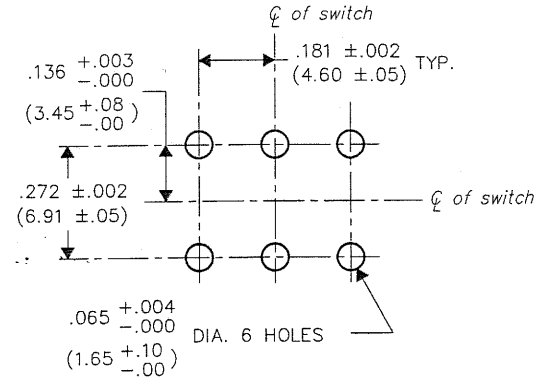 ℄ of switch
.136 +.003 -.000
(3.45 +.08 -.00)
.181 ±.002
(4.60 ±.05) TYP.
.272 ±.002
(6.91 ±.05)
℄ of switch
.065 +.004 -.000
(1.65 +.10 -.00)
DIA. 6 HOLES